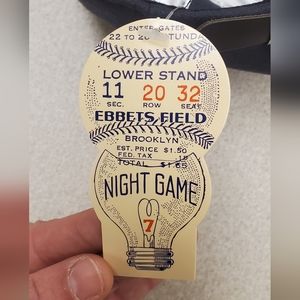 ENTER GATES
22 TO 26
LOWER STAND
11 20 32
SEC. ROW SEAT
EBBETS FIELD
BROOKLYN
EST. PRICE $1.50
FED. TAX .15
TOTAL $1.65
NIGHT GAME
7